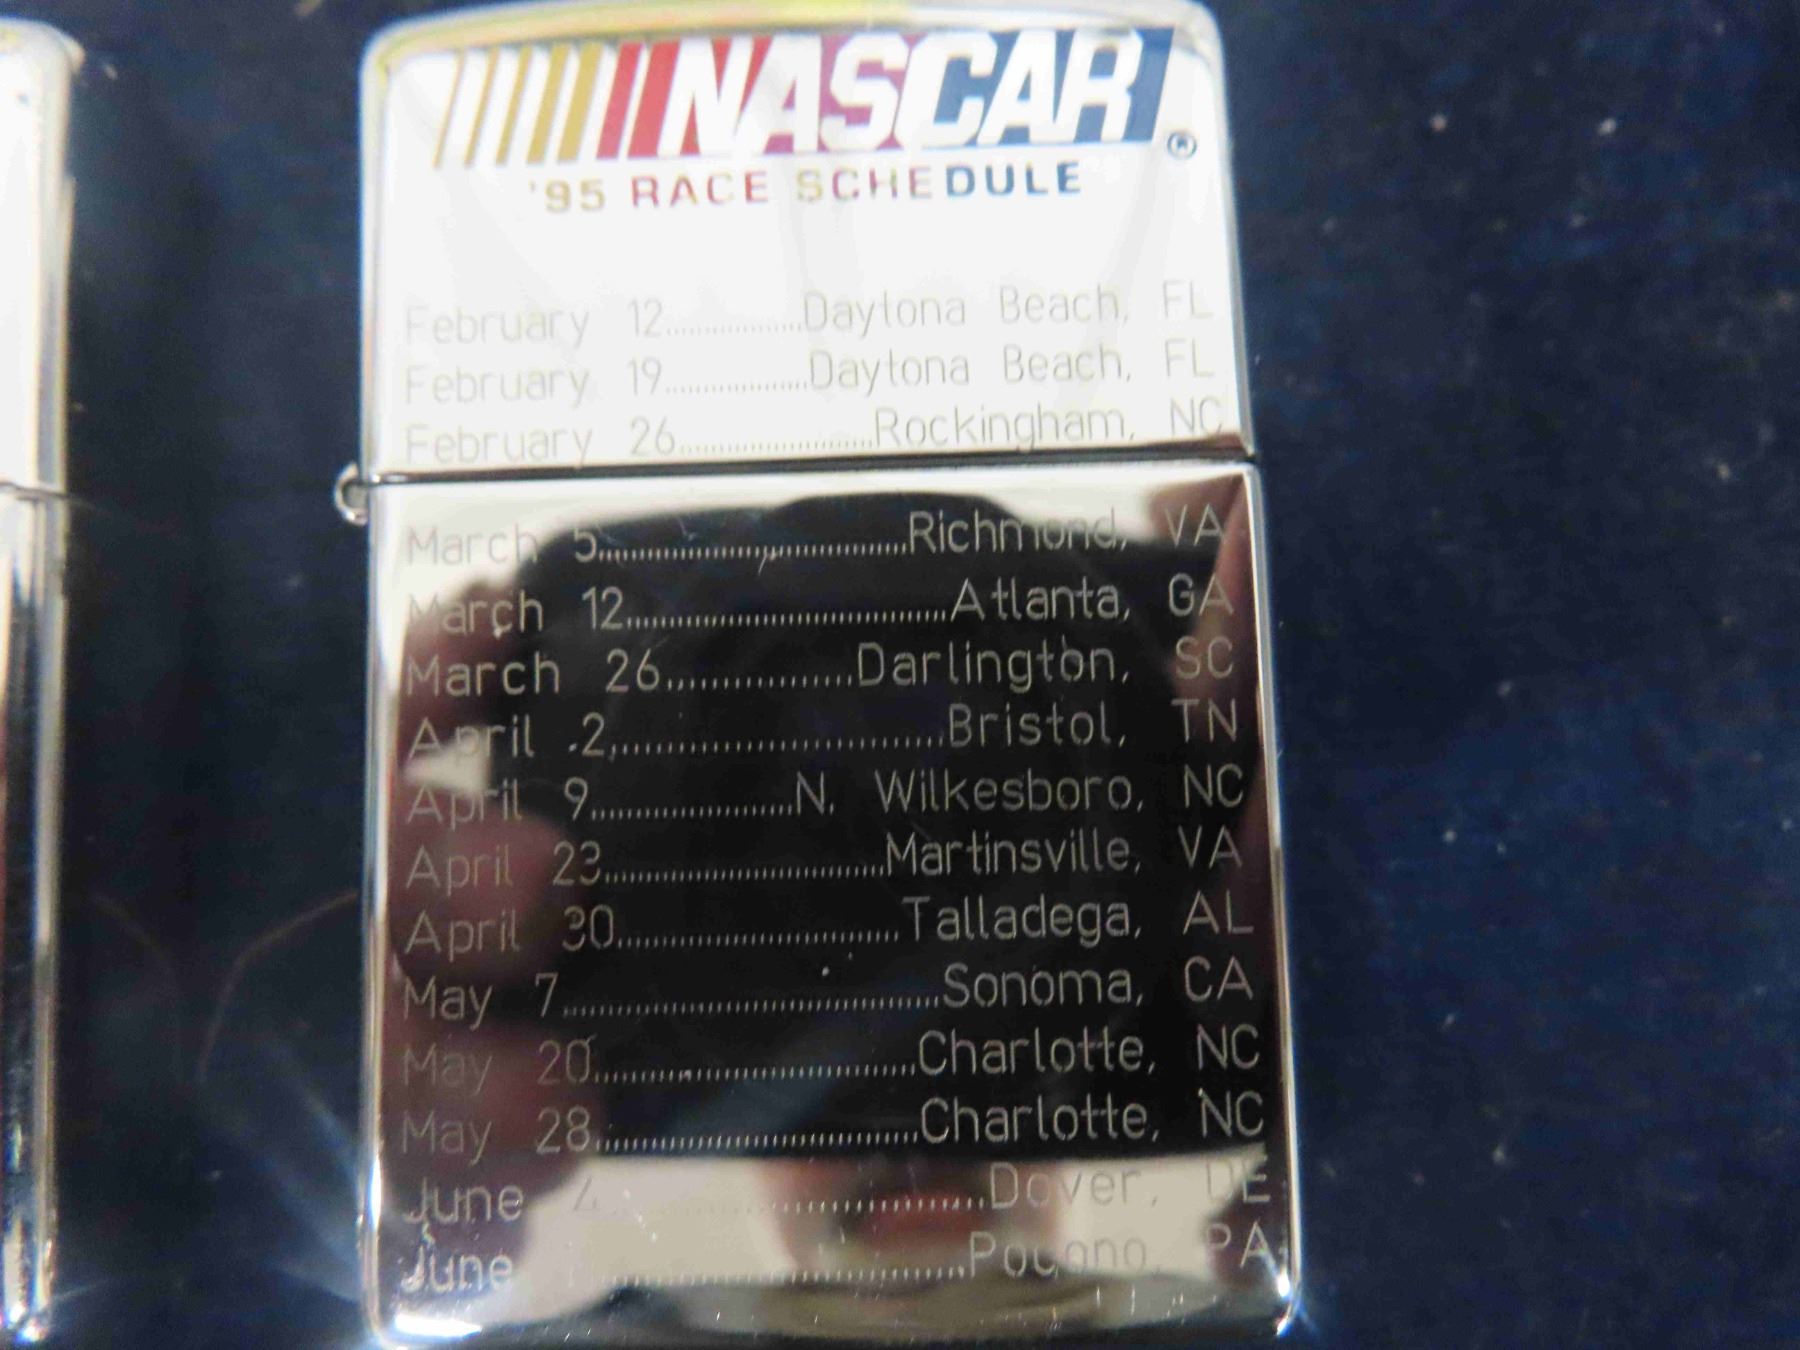 NASCAR®
'95 RACE SCHEDULE
February 12................Daytona Beach, FL
February 19................Daytona Beach, FL
February 26......................Rockingham, NC
March 5....................................Richmond, VA
March 12.....................................Atlanta, GA
March 26..................Darlington, SC
April 2................................Bristol, TN
April 9......................N. Wilkesboro, NC
April 23................................Martinsville, VA
April 30................................Talladega, AL
May 7..........................................Sonoma, CA
May 20....................................Charlotte, NC
May 28....................................Charlotte, NC
June 4........................................Dover, DE
June ........................................Pocono, PA